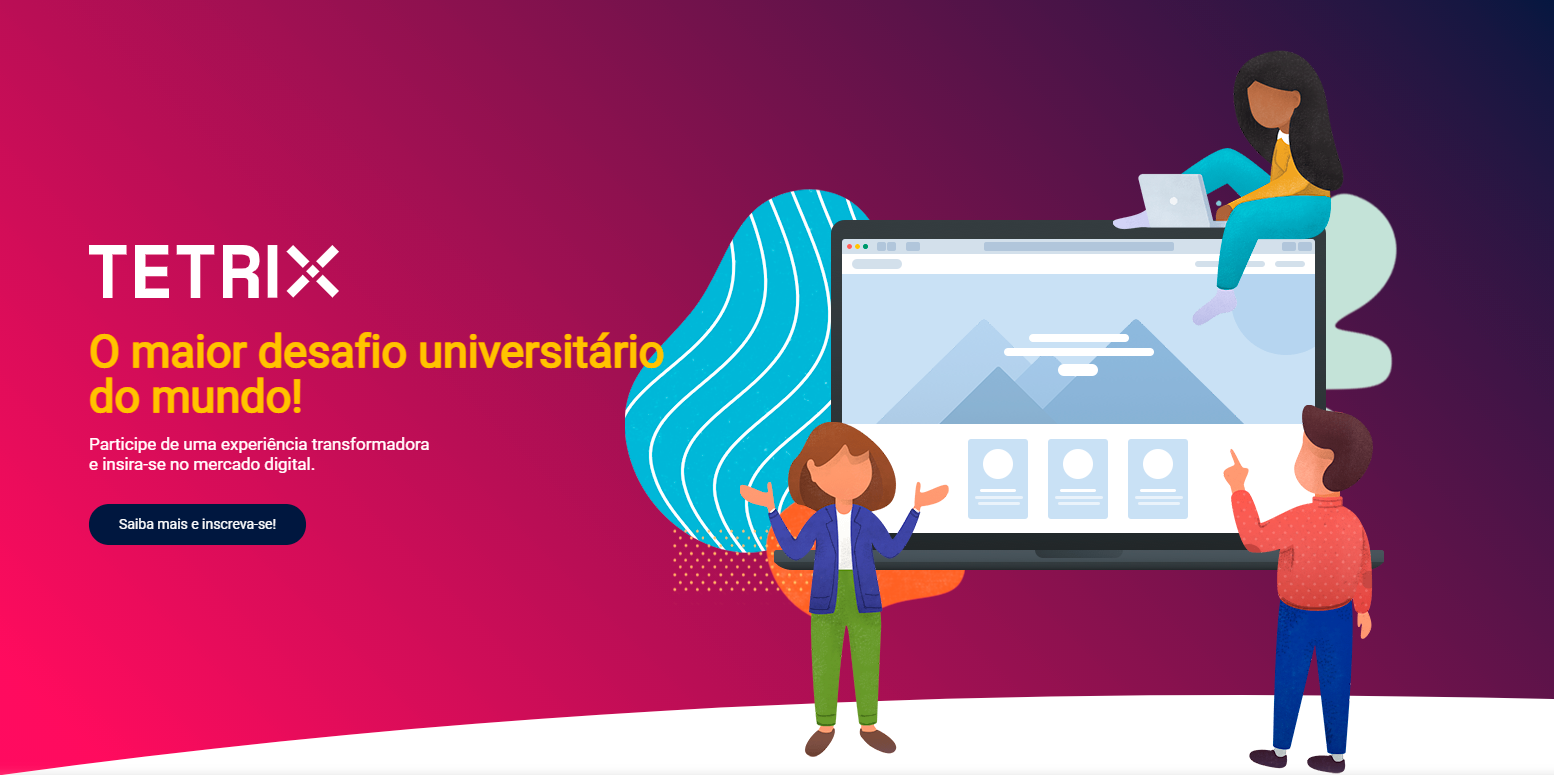 TETRIX
O maior desafio universitário
do mundo!
Participe de uma experiência transformadora
e insira-se no mercado digital.
Saiba mais e inscreva-se!